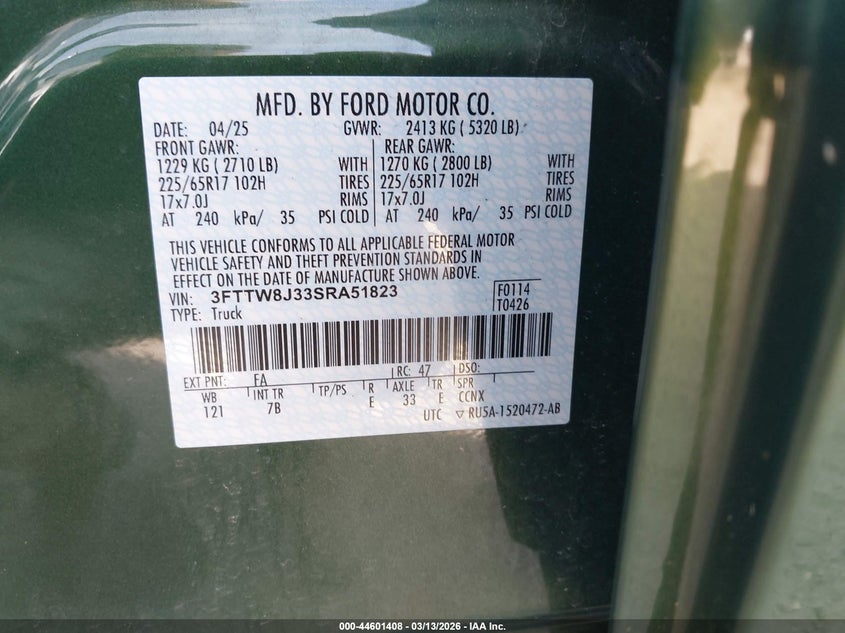 MFD. BY FORD MOTOR CO.
DATE: 04/25 GVWR: 2413 KG ( 5320 LB)
FRONT GAWR: REAR GAWR:
1229 KG ( 2710 LB) WITH 1270 KG ( 2800 LB) WITH
225/65R17 102H TIRES 225/65R17 102H TIRES
17x7.0J RIMS 17x7.0J RIMS
AT 240 kPa/ 35 PSI COLD AT 240 kPa/ 35 PSI COLD
THIS VEHICLE CONFORMS TO ALL APPLICABLE FEDERAL MOTOR
VEHICLE SAFETY AND THEFT PREVENTION STANDARDS IN
EFFECT ON THE DATE OF MANUFACTURE SHOWN ABOVE.
VIN: 3FTTW8J33SRA51823 F0114
TYPE: Truck T0426
EXT PNT: FA RC: 47 DSO:
WB INT TR TP/PS R AXLE TR SPR
121 7B E 33 E CCNX
UTC ▽ RU5A-1520472-AB
000-44601408 | 03/13/2026 | IAA Inc.